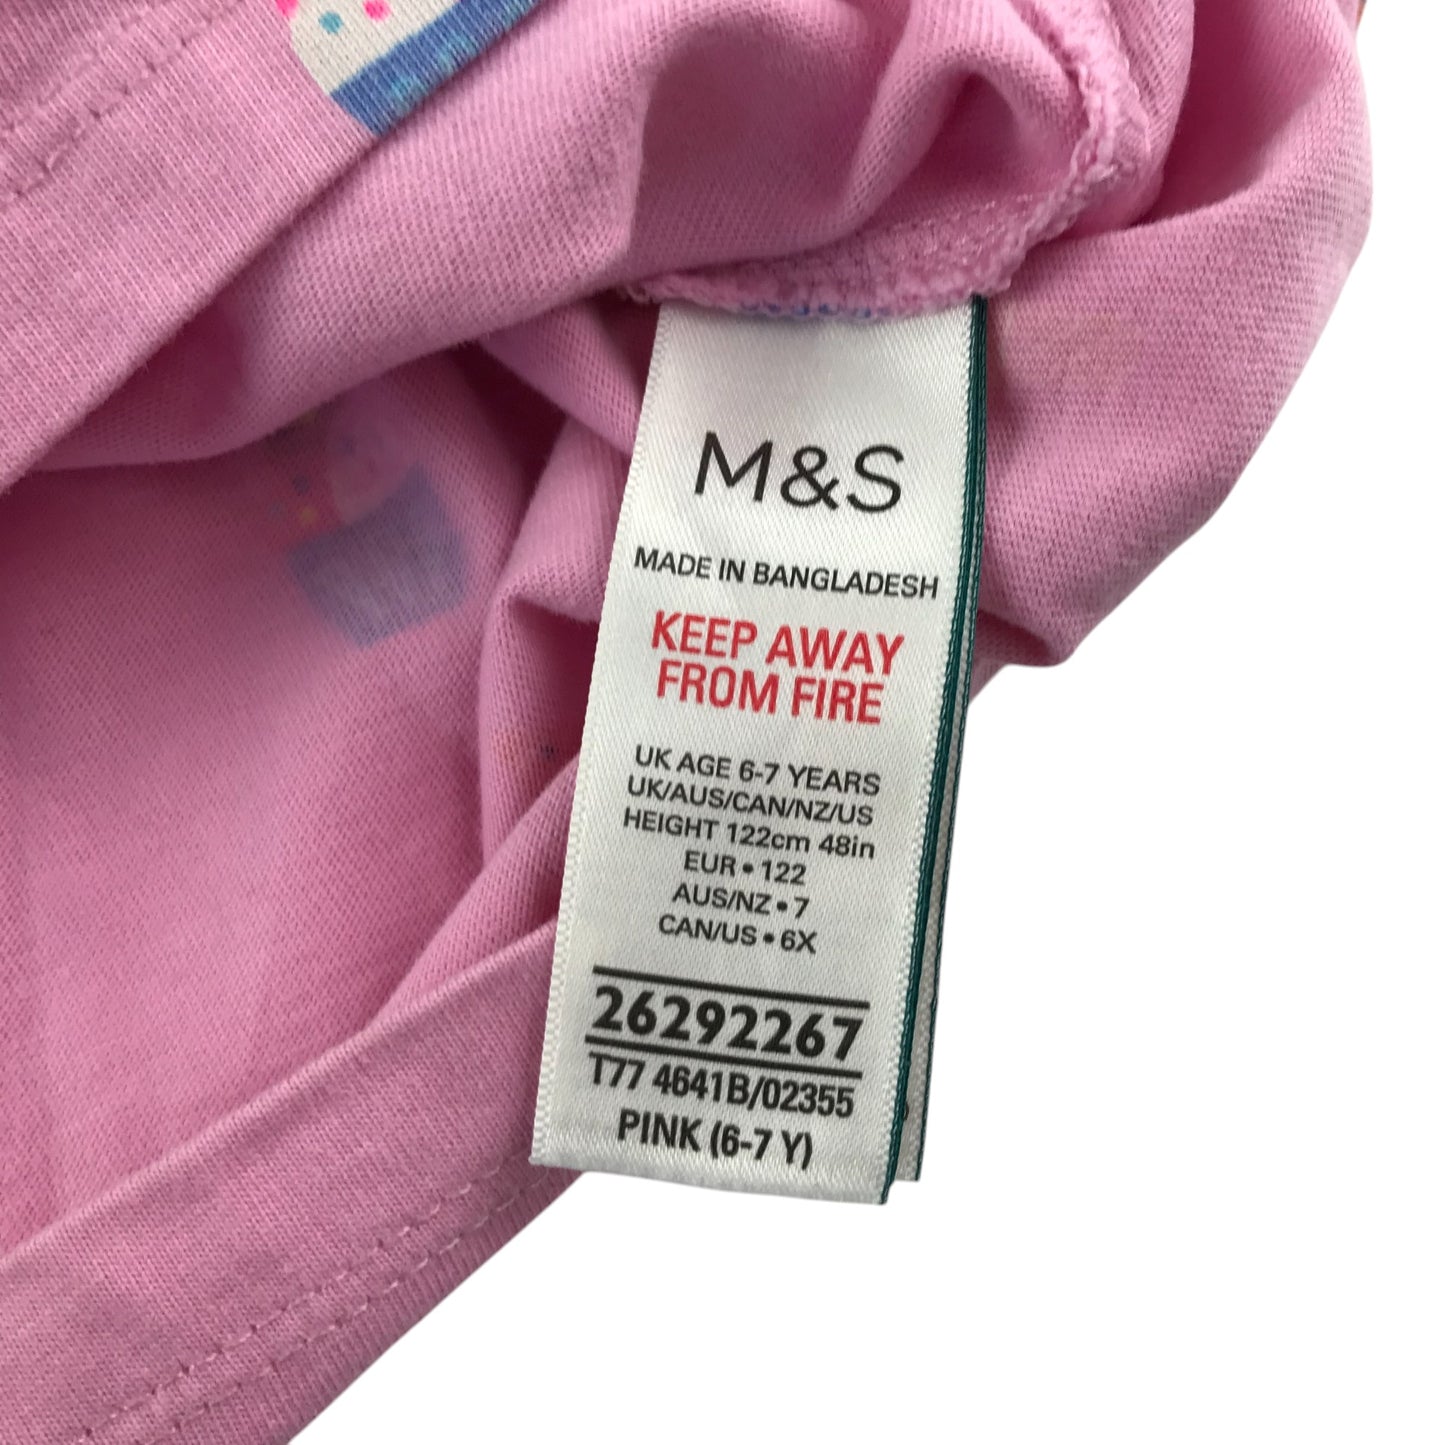 M&S
MADE IN BANGLADESH
KEEP AWAY
FROM FIRE
UK AGE 6-7 YEARS
UK/AUS/CAN/NZ/US
HEIGHT 122cm 48in
EUR • 122
AUS/NZ • 7
CAN/US • 6X
26292267
T77 4641B/02355
PINK (6-7 Y)